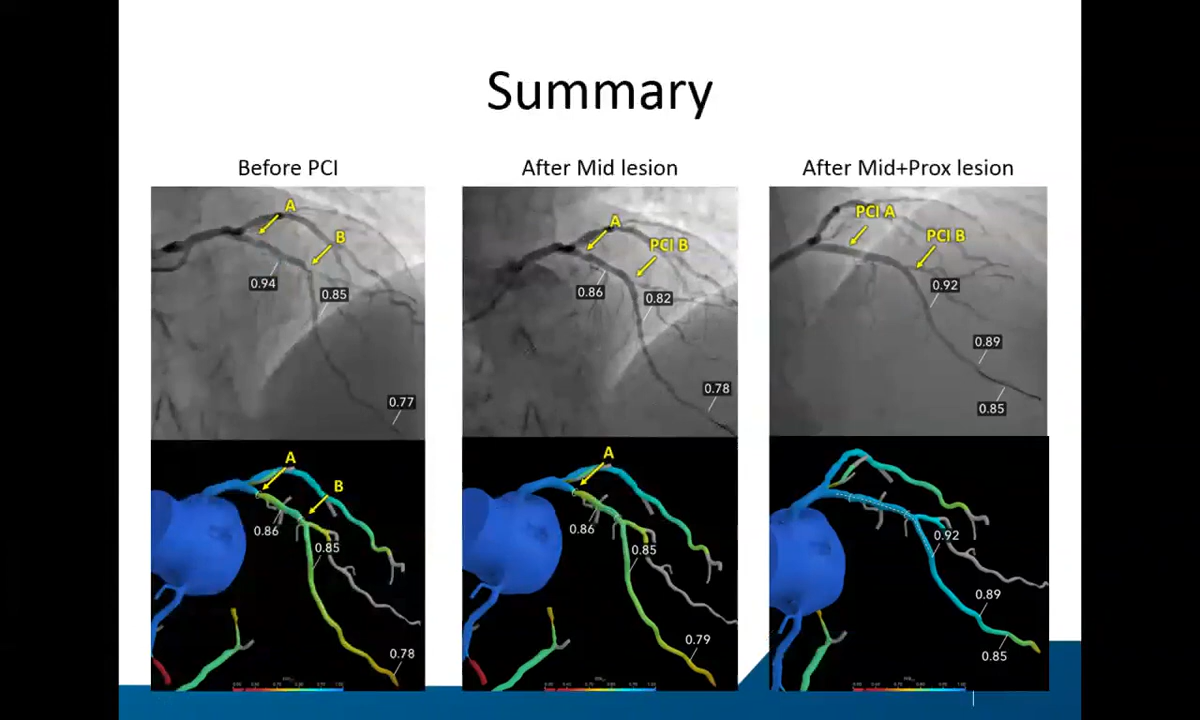 Summary
Before PCI
After Mid lesion
After Mid+Prox lesion
A
B
0.94
0.85
0.77
A
PCI B
0.86
0.82
0.78
PCI A
PCI B
0.92
0.89
0.85
A
B
0.86
0.85
0.78
A
0.86
0.85
0.79
0.92
0.89
0.85